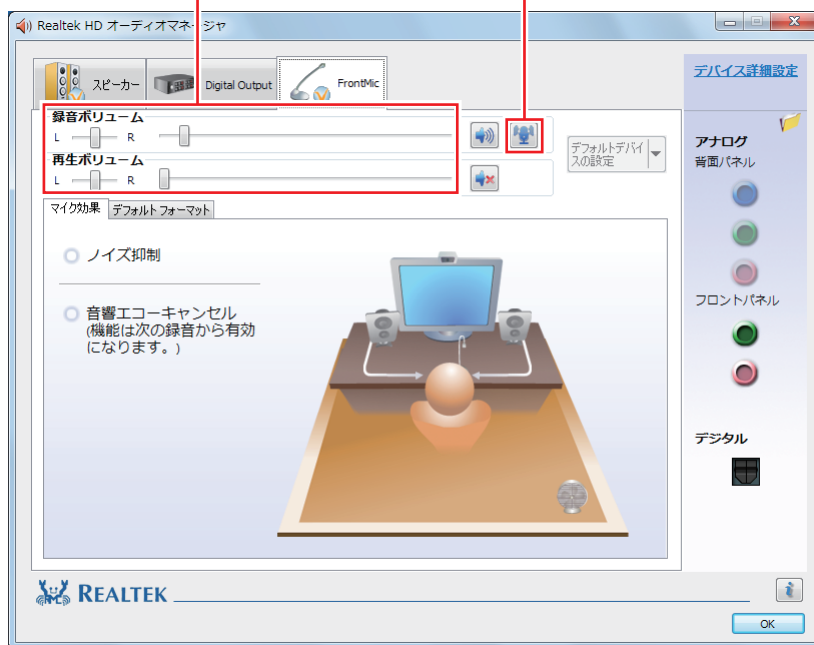 Realtek HD オーディオマネージャ
スピーカー
Digital Output
FrontMic
デバイス詳細設定
録音ボリューム
L
R
デフォルトデバイスの設定
再生ボリューム
L
R
マイク効果
デフォルト フォーマット
ノイズ抑制
音響エコーキャンセル
(機能は次の録音から有効
になります。)
アナログ
背面パネル
フロントパネル
デジタル
REALTEK
i
OK